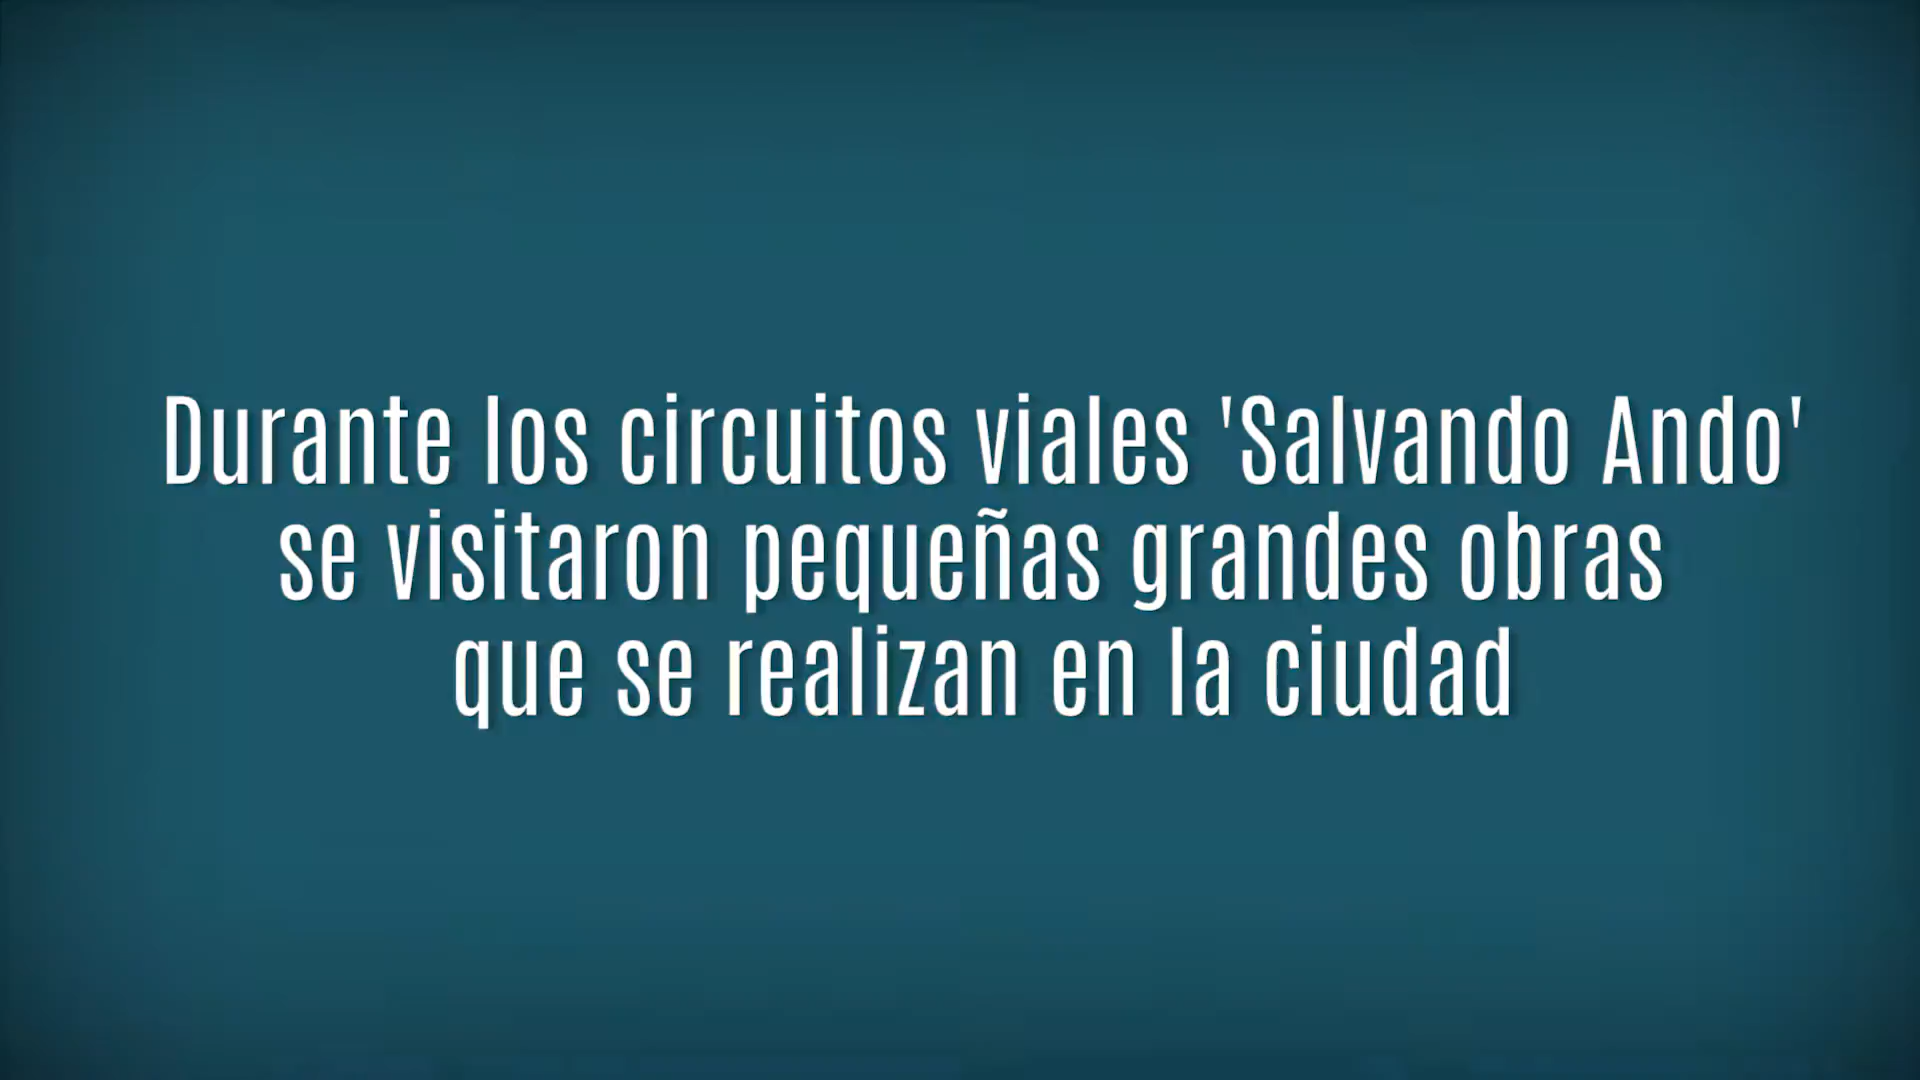 Durante los circuitos viales 'Salvando Ando'
se visitaron pequeñas grandes obras
que se realizan en la ciudad